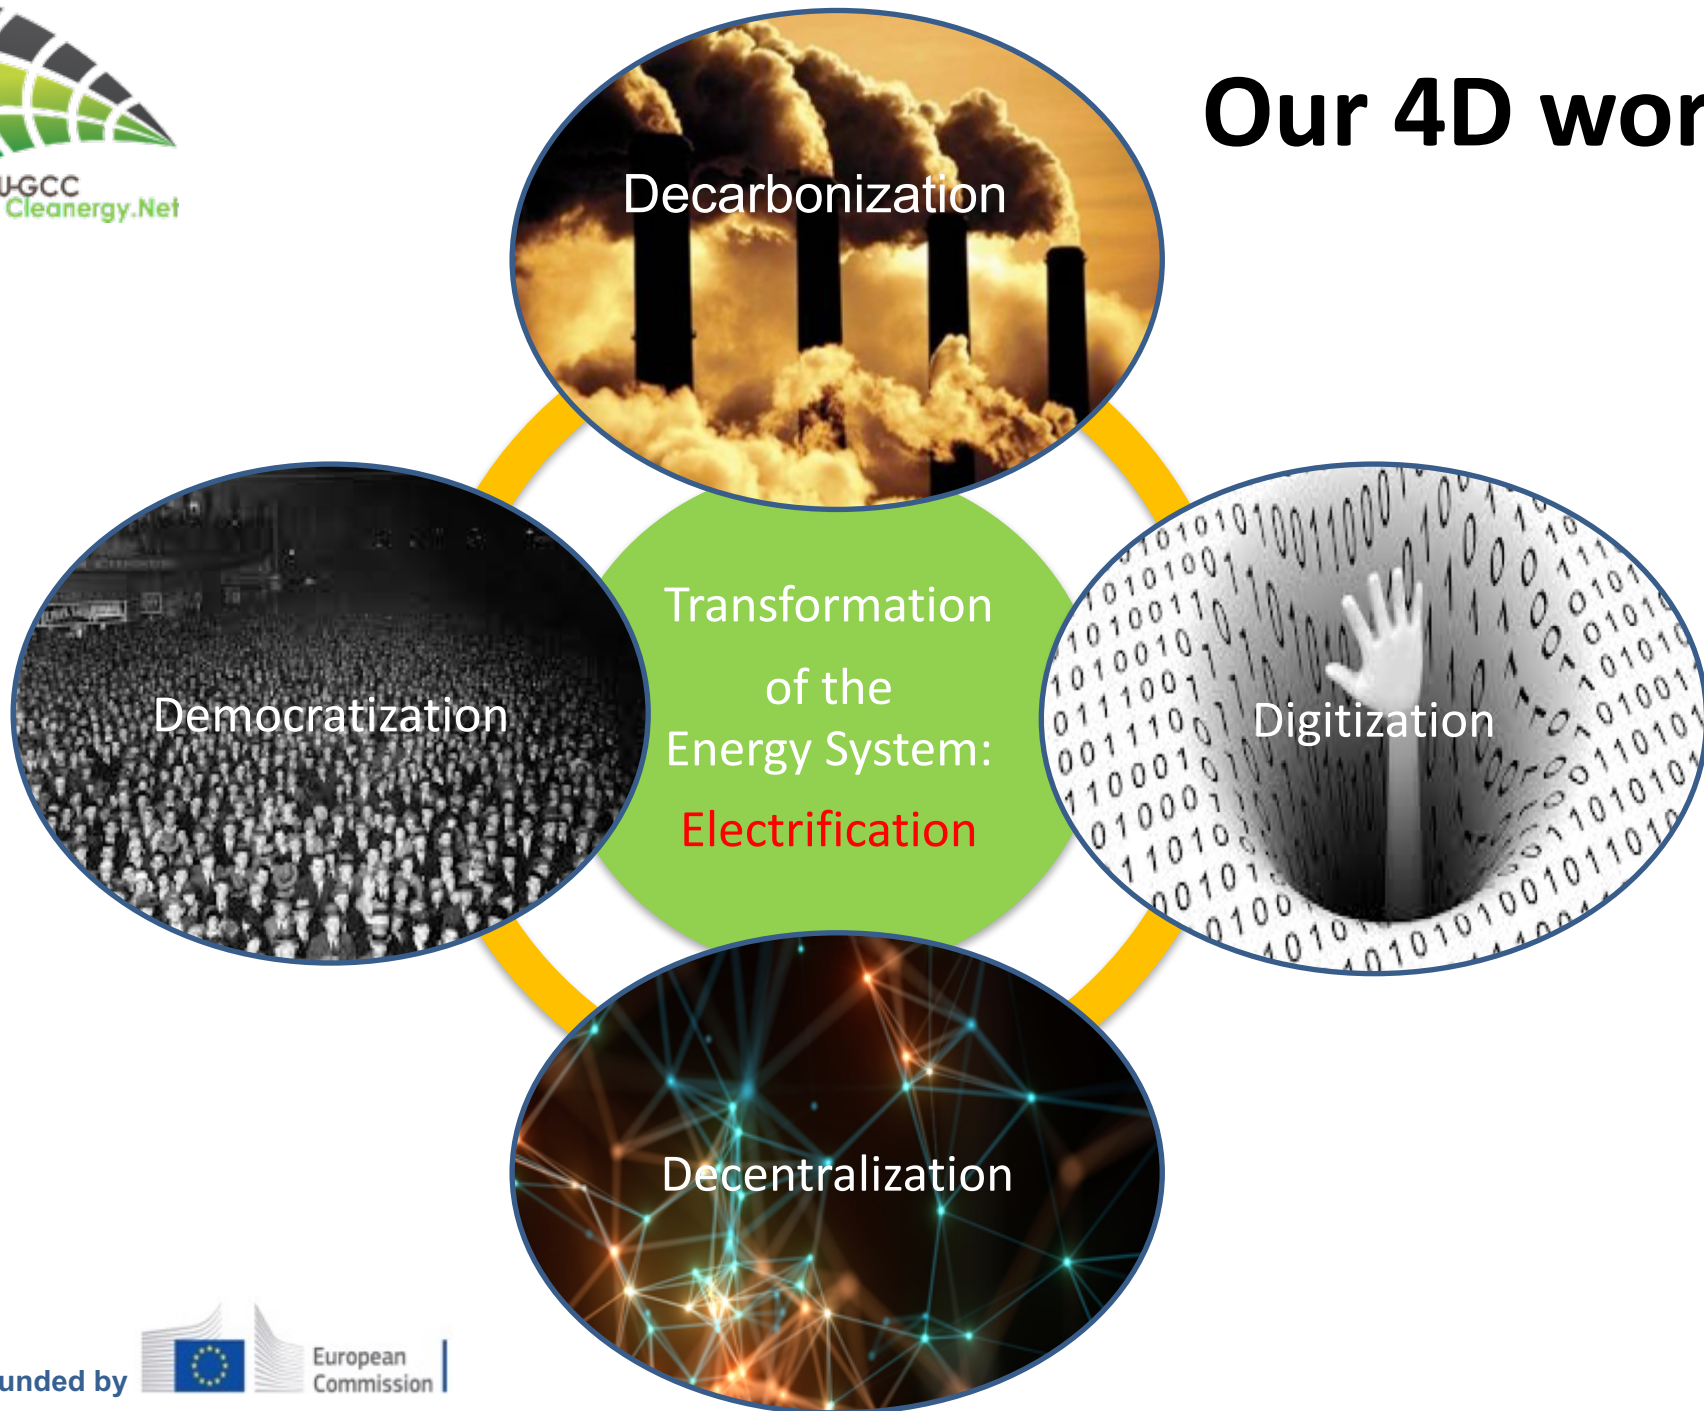 Our 4D wor
U-GCC
Cleanergy.Net
Decarbonization
Democratization
Transformation
of the
Energy System:
Electrification
Digitization
Decentralization
unded by
European
Commission